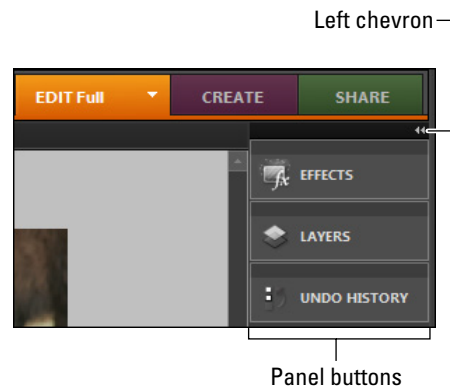 Left chevron
EDIT Full
CREATE
SHARE
EFFECTS
LAYERS
UNDO HISTORY
Panel buttons